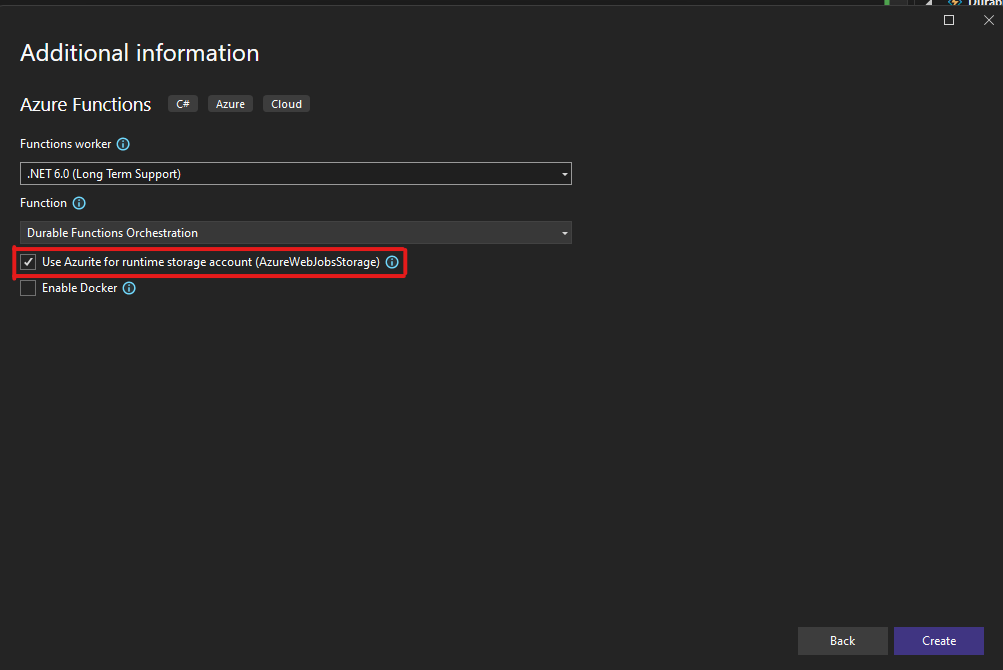 Durab
Additional information
Azure Functions C# Azure Cloud
Functions worker
.NET 6.0 (Long Term Support)
Function
Durable Functions Orchestration
Use Azurite for runtime storage account (AzureWebJobsStorage)
Enable Docker
Back Create